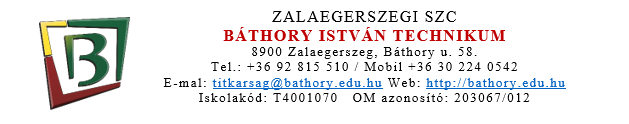 B
ZALAEGERSZEGI SZC
BÁTHORY ISTVÁN TECHNIKUM
8900 Zalaegerszeg, Báthory u. 58.
Tel.: +36 92 815 510 / Mobil +36 30 224 0542
E-mal: titkarsag@bathory.edu.hu Web: http://bathory.edu.hu
Iskolakód: T4001070 OM azonosító: 203067/012